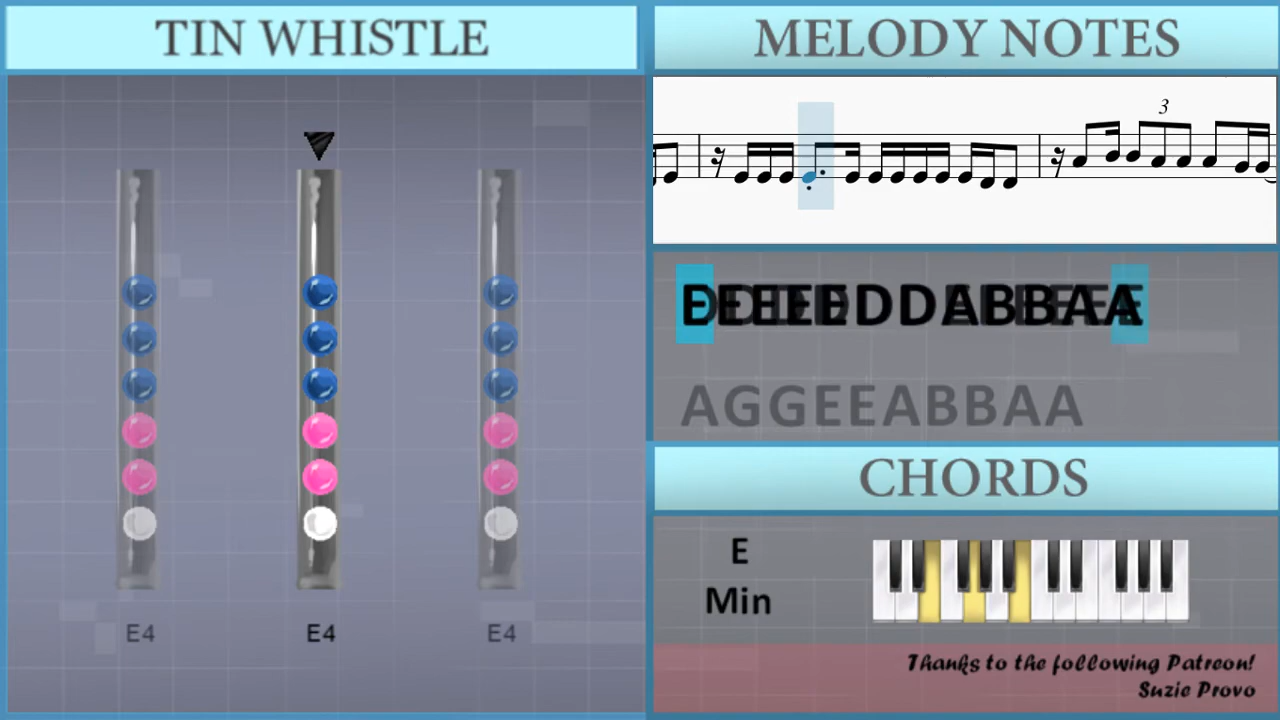 TIN WHISTLE
E4 E4 E4
MELODY NOTES
3
AGGEEABBAA
CHORDS
E
Min
Thanks to the following Patreon!
Suzie Provo